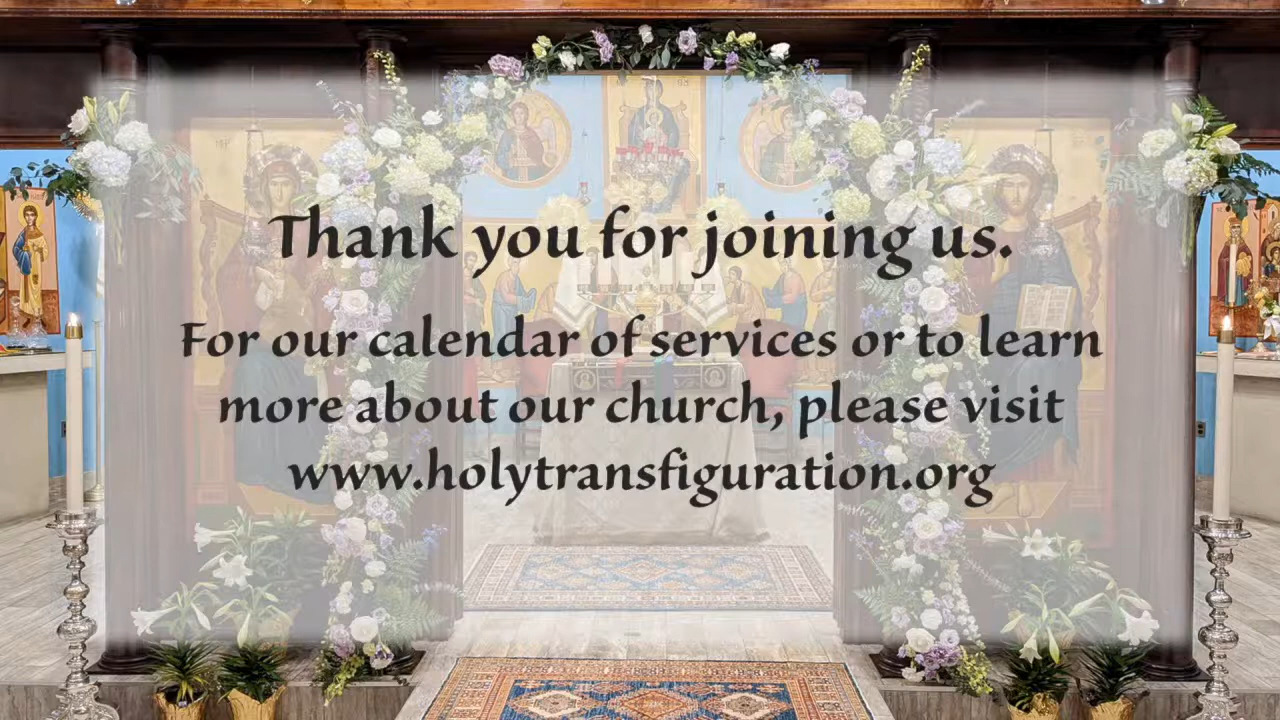 Thank you for joining us.
For our calendar of services or to learn
more about our church, please visit
www.holytransfiguration.org